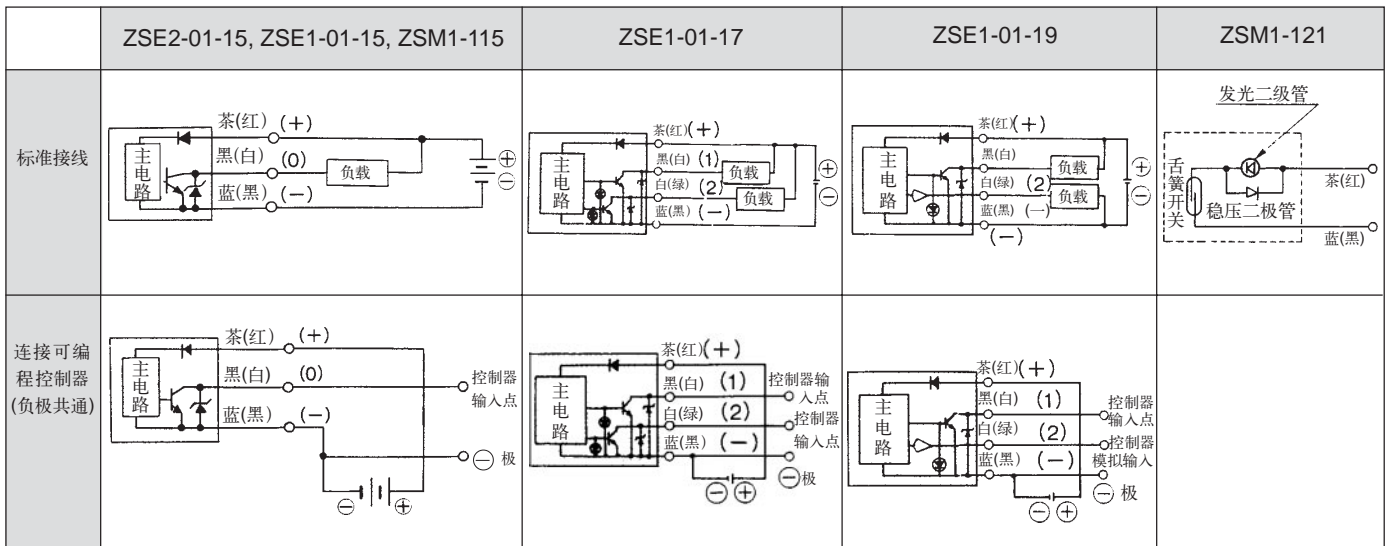 ZSE2-01-15, ZSE1-01-15, ZSM1-115
ZSE1-01-17
ZSE1-01-19
ZSM1-121
标准接线
主电路
茶(红) (+)
黑(白) (0)
负载
蓝(黑) (-)
⊕
⊖
主电路
茶(红)(+)
黑(白) (1)
负载
白(绿) (2)
负载
蓝(黑) (-)
⊕
⊖
主电路
茶(红)(+)
黑(白)
负载
白(绿) (2)
负载
蓝(黑) (-)
(-)
⊕
⊖
发光二级管
舌簧开关
稳压二极管
茶(红)
蓝(黑)
连接可编
程控制器
(负极共通)
主电路
茶(红) (+)
黑(白) (0)
控制器
输入点
蓝(黑) (-)
⊖ 极
⊖ ⊕
主电路
茶(红)(+)
黑(白) (1)
控制器输
入点
白(绿) (2)
控制器
输入点
蓝(黑) (-)
⊖极
⊖ ⊕
主电路
茶(红)(+)
黑(白) (1)
控制器
输入点
白(绿) (2)
控制器
模拟输入
蓝(黑) (-)
⊖ 极
⊖ ⊕